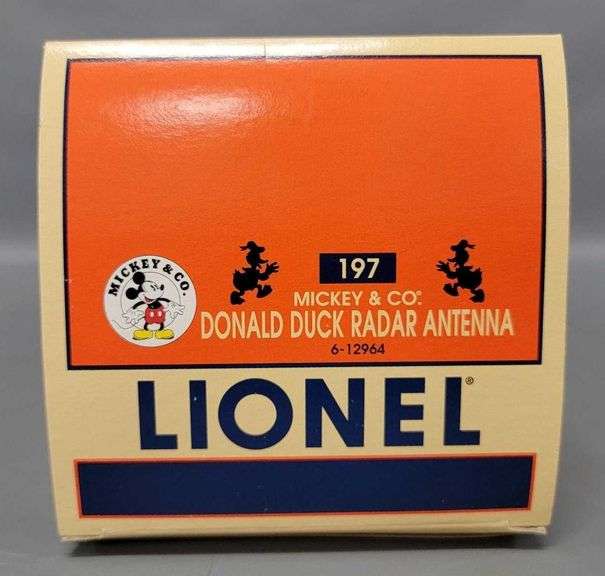 MICKEY & CO.
197
MICKEY & CO.
DONALD DUCK RADAR ANTENNA
6-12964
LIONEL®